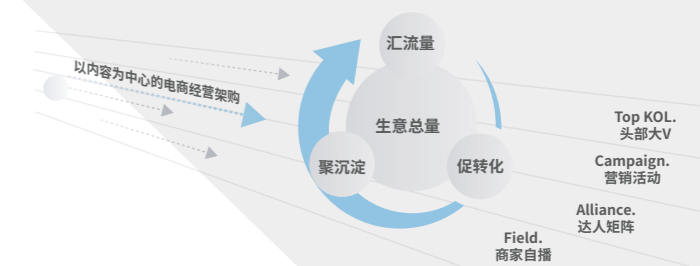 以内容为中心的电商经营架购
汇流量
生意总量
聚沉淀
促转化
Top KOL.
头部大V
Campaign.
营销活动
Alliance.
达人矩阵
Field.
商家自播